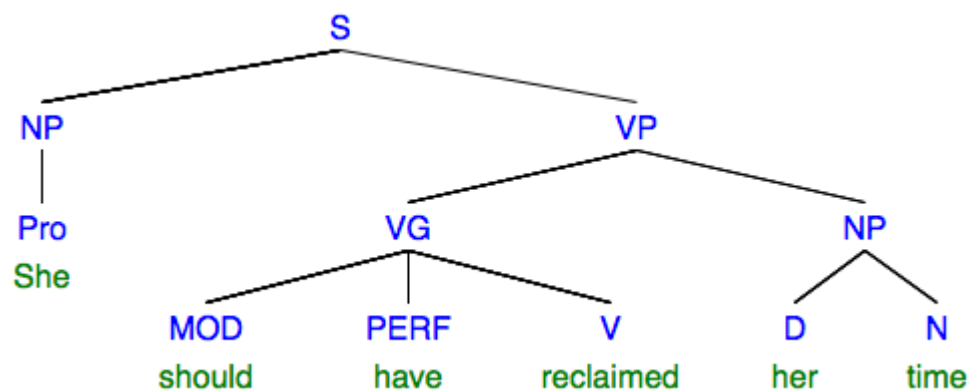 S
NP VP
Pro VG NP
She
MOD PERF V D N
should have reclaimed her time